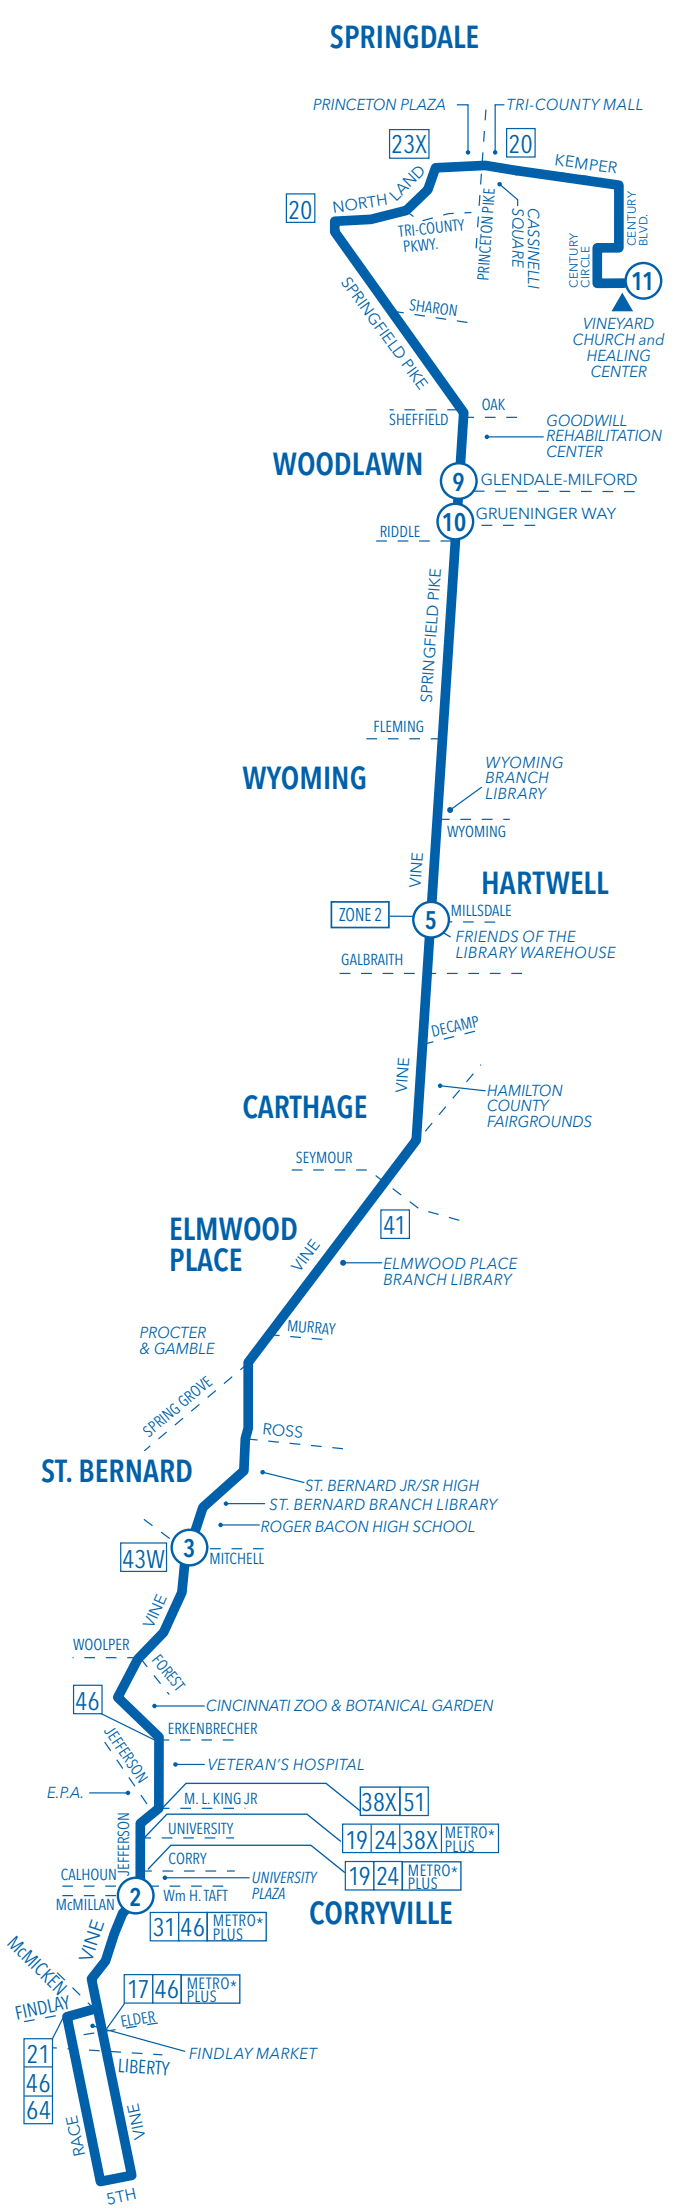 SPRINGDALE
PRINCETON PLAZA
TRI-COUNTY MALL
23X
20
KEMPER
20
NORTH LAND
TRI-COUNTY
PKWY.
PRINCETON PIKE
CASSINELLI
SQUARE
CENTURY
BLVD.
CENTURY
CIRCLE
11
VINEYARD
CHURCH and
HEALING
CENTER
SPRINGFIELD PIKE
SHARON
SHEFFIELD
OAK
GOODWILL
REHABILITATION
CENTER
WOODLAWN
9
GLENDALE-MILFORD
10
GRUENINGER WAY
RIDDLE
SPRINGFIELD PIKE
FLEMING
WYOMING
WYOMING
BRANCH
LIBRARY
WYOMING
VINE
HARTWELL
ZONE 2
5
MILLSDALE
FRIENDS OF THE
LIBRARY WAREHOUSE
GALBRAITH
DECAMP
VINE
CARTHAGE
HAMILTON
COUNTY
FAIRGROUNDS
SEYMOUR
41
ELMWOOD
PLACE
VINE
ELMWOOD PLACE
BRANCH LIBRARY
MURRAY
PROCTER
& GAMBLE
SPRING GROVE
ROSS
ST. BERNARD
ST. BERNARD JR/SR HIGH
ST. BERNARD BRANCH LIBRARY
ROGER BACON HIGH SCHOOL
43W
3
MITCHELL
VINE
WOOLPER
FOREST
46
CINCINNATI ZOO & BOTANICAL GARDEN
ERKENBRECHER
JEFFERSON
VETERAN'S HOSPITAL
E.P.A.
M. L. KING JR
38X 51
JEFFERSON
UNIVERSITY
19 24 38X METRO*
PLUS
CORRY
19 24 METRO*
PLUS
CALHOUN
UNIVERSITY
PLAZA
McMILLAN
2
Wm H. TAFT
CORRYVILLE
31 46 METRO*
PLUS
VINE
McMICKEN
17 46 METRO*
PLUS
FINDLAY
ELDER
21
46
64
FINDLAY MARKET
LIBERTY
RACE
VINE
5TH